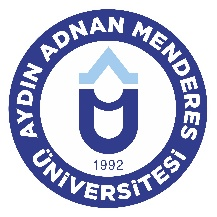 AYDIN ADNAN MENDERES
ÜNİVERSİTESİ
1992